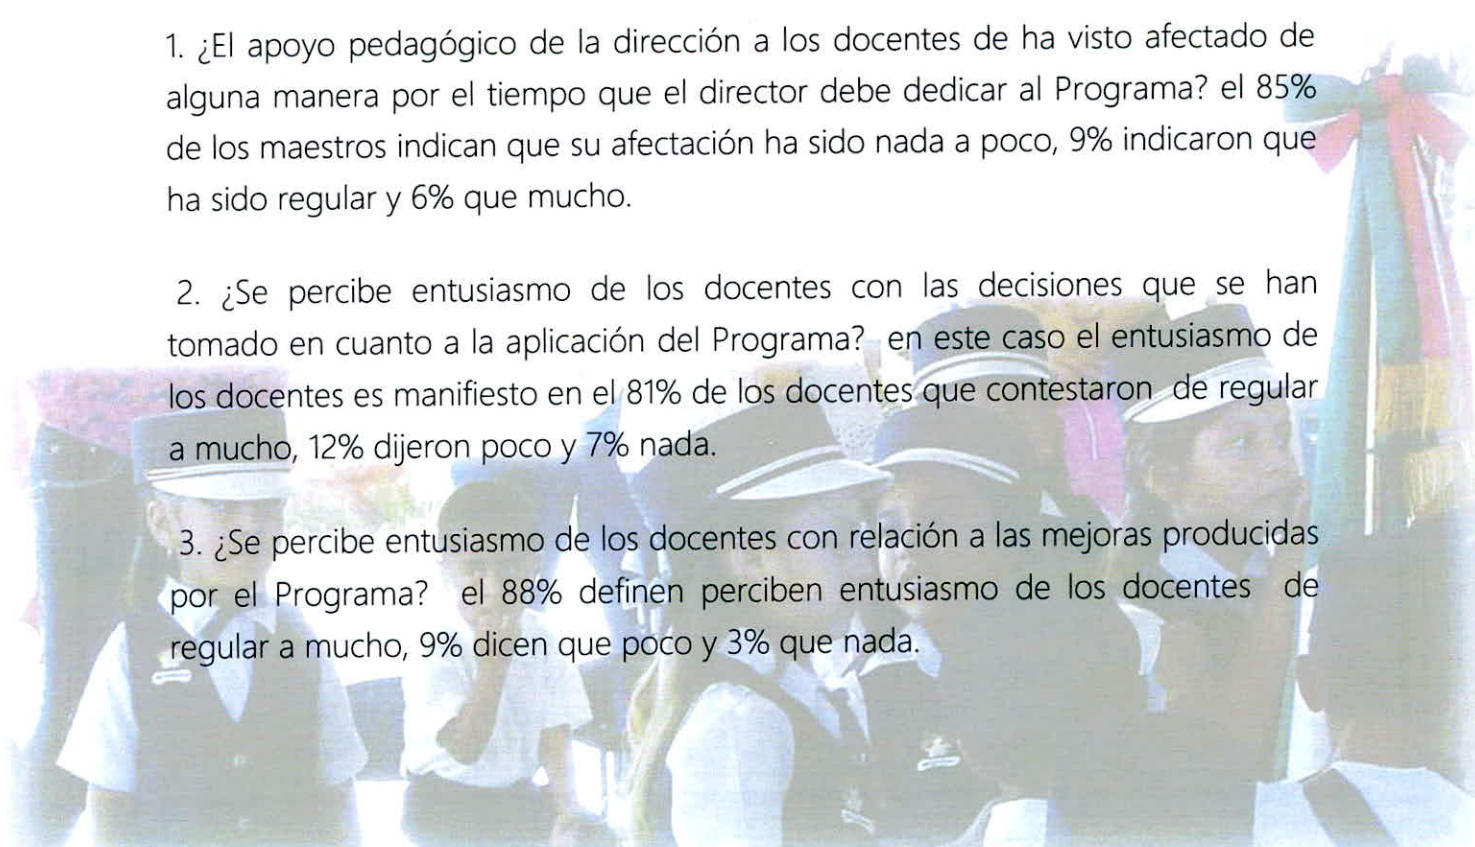 1. ¿El apoyo pedagógico de la dirección a los docentes de ha visto afectado de
alguna manera por el tiempo que el director debe dedicar al Programa? el 85%
de los maestros indican que su afectación ha sido nada a poco, 9% indicaron que
ha sido regular y 6% que mucho.
2. ¿Se percibe entusiasmo de los docentes con las decisiones que se han
tomado en cuanto a la aplicación del Programa? en este caso el entusiasmo de
los docentes es manifiesto en el 81% de los docentes que contestaron de regular
a mucho, 12% dijeron poco y 7% nada.
3. ¿Se percibe entusiasmo de los docentes con relación a las mejoras producidas
por el Programa? el 88% definen perciben entusiasmo de los docentes de
regular a mucho, 9% dicen que poco y 3% que nada.